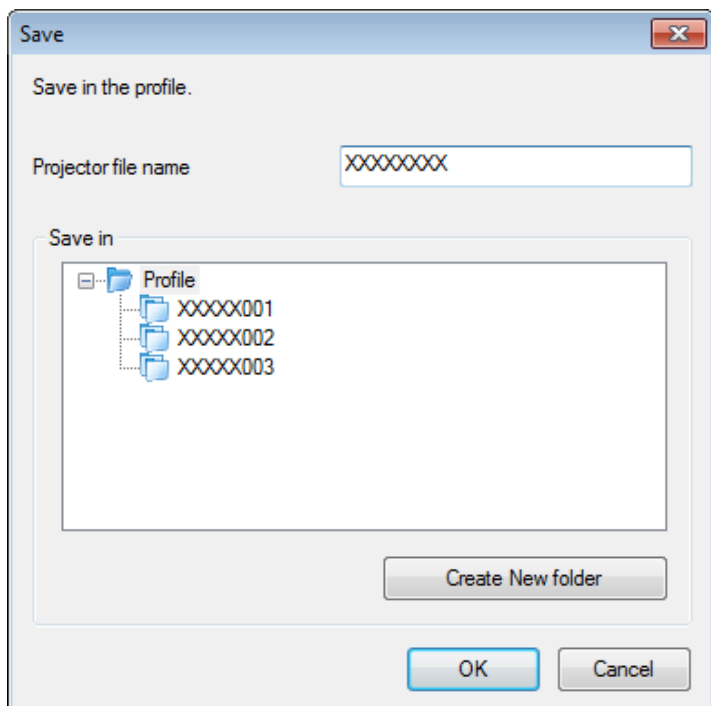 Save
Save in the profile.
Projector file name XXXXXXXX
Save in
Profile
XXXXX001
XXXXX002
XXXXX003
Create New folder
OK Cancel